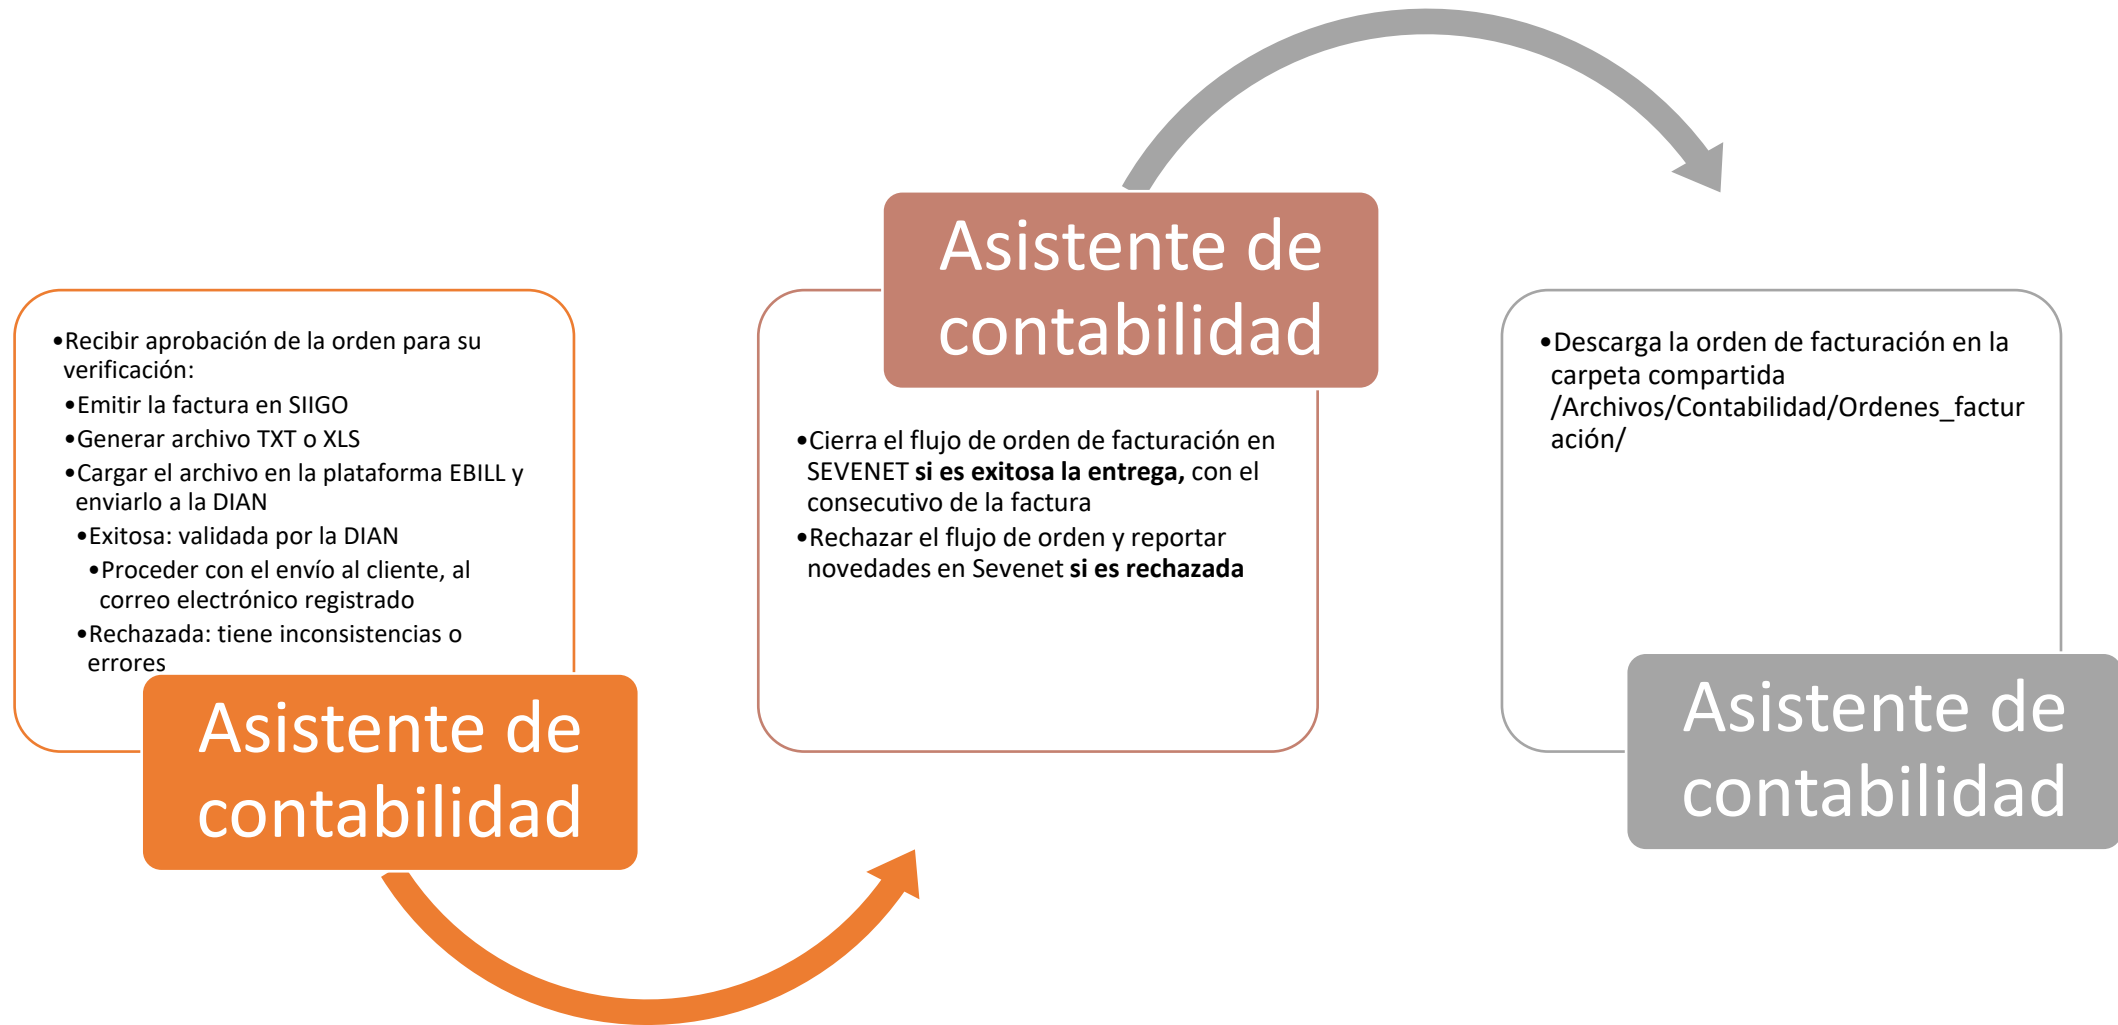 •Recibir aprobación de la orden para su
verificación:
•Emitir la factura en SIIGO
•Generar archivo TXT o XLS
•Cargar el archivo en la plataforma EBILL y
enviarlo a la DIAN
•Exitosa: validada por la DIAN
•Proceder con el envío al cliente, al
correo electrónico registrado
•Rechazada: tiene inconsistencias o
errores
Asistente de
contabilidad
Asistente de
contabilidad
•Cierra el flujo de orden de facturación en
SEVENET si es exitosa la entrega, con el
consecutivo de la factura
•Rechazar el flujo de orden y reportar
novedades en Sevenet si es rechazada
•Descarga la orden de facturación en la
carpeta compartida
/Archivos/Contabilidad/Ordenes_factur
ación/
Asistente de
contabilidad